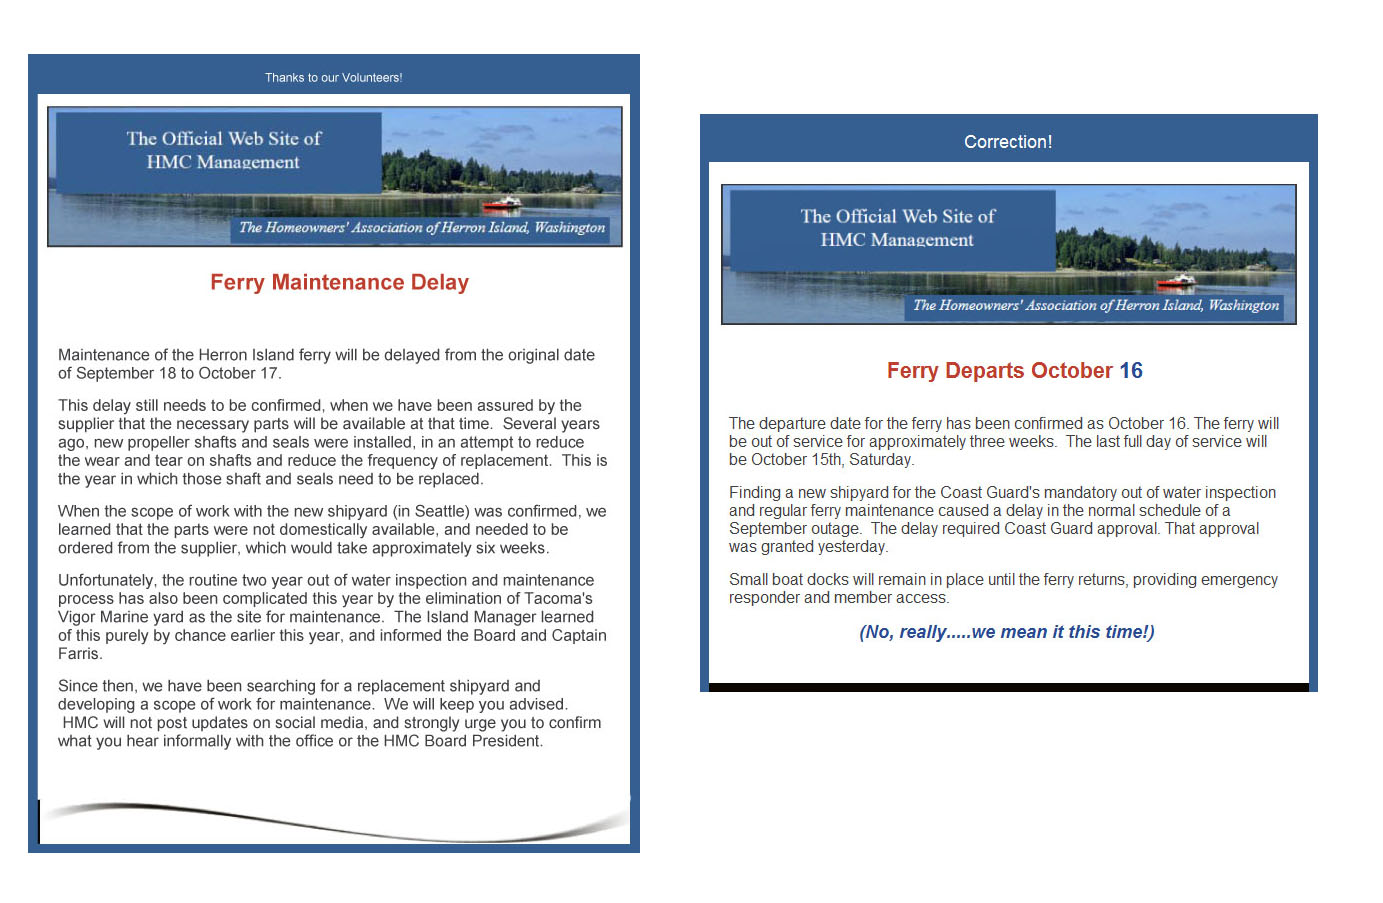 Thanks to our Volunteers!
The Official Web Site of
HMC Management
The Homeowners' Association of Herron Island, Washington
Ferry Maintenance Delay
Maintenance of the Herron Island ferry will be delayed from the original date
of September 18 to October 17.
This delay still needs to be confirmed, when we have been assured by the
supplier that the necessary parts will be available at that time.  Several years
ago, new propeller shafts and seals were installed, in an attempt to reduce
the wear and tear on shafts and reduce the frequency of replacement.  This is
the year in which those shaft and seals need to be replaced.
When the scope of work with the new shipyard (in Seattle) was confirmed, we
learned that the parts were not domestically available, and needed to be
ordered from the supplier, which would take approximately six weeks.
Unfortunately, the routine two year out of water inspection and maintenance
process has also been complicated this year by the elimination of Tacoma's
Vigor Marine yard as the site for maintenance.  The Island Manager learned
of this purely by chance earlier this year, and informed the Board and Captain
Farris.
Since then, we have been searching for a replacement shipyard and
developing a scope of work for maintenance.  We will keep you advised.
HMC will not post updates on social media, and strongly urge you to confirm
what you hear informally with the office or the HMC Board President.
Correction!
The Official Web Site of
HMC Management
The Homeowners' Association of Herron Island, Washington
Ferry Departs October 16
The departure date for the ferry has been confirmed as October 16. The ferry will
be out of service for approximately three weeks.  The last full day of service will
be October 15th, Saturday.
Finding a new shipyard for the Coast Guard's mandatory out of water inspection
and regular ferry maintenance caused a delay in the normal schedule of a
September outage.  The delay required Coast Guard approval. That approval
was granted yesterday.
Small boat docks will remain in place until the ferry returns, providing emergency
responder and member access.
(No, really.....we mean it this time!)